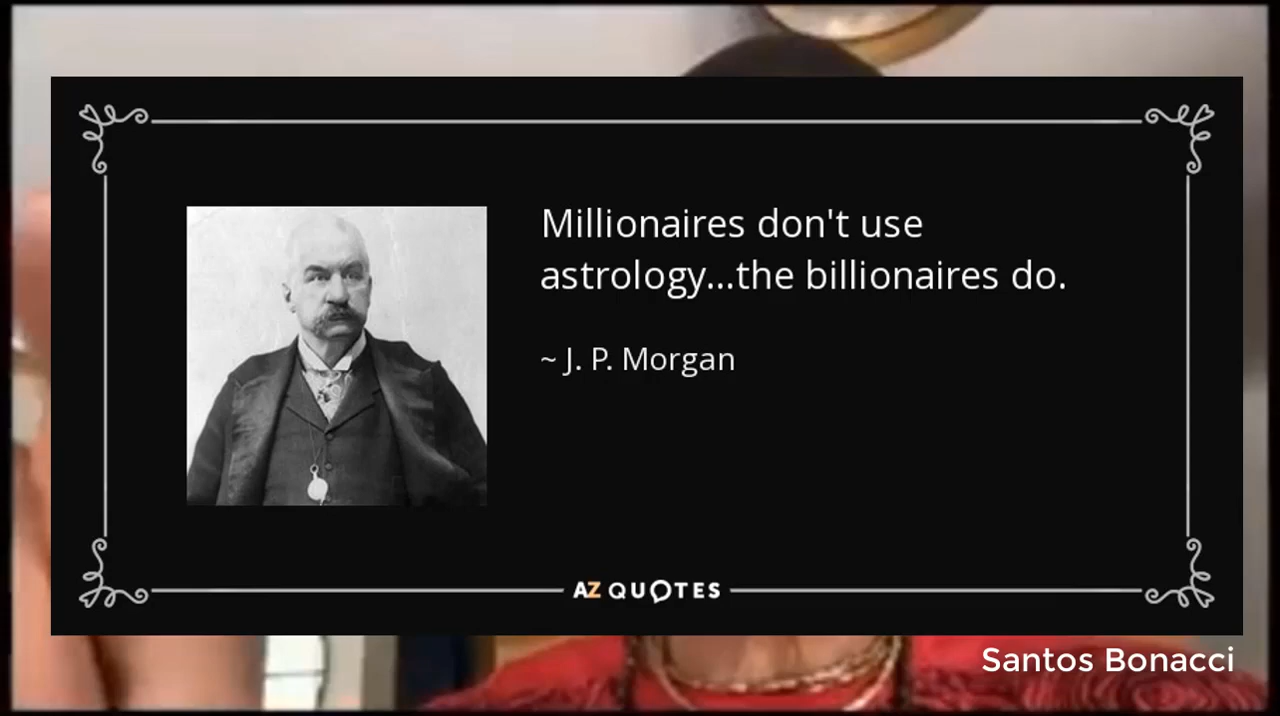 Millionaires don't use
astrology...the billionaires do.
~ J. P. Morgan
AZ QUOTES
Santos Bonacci